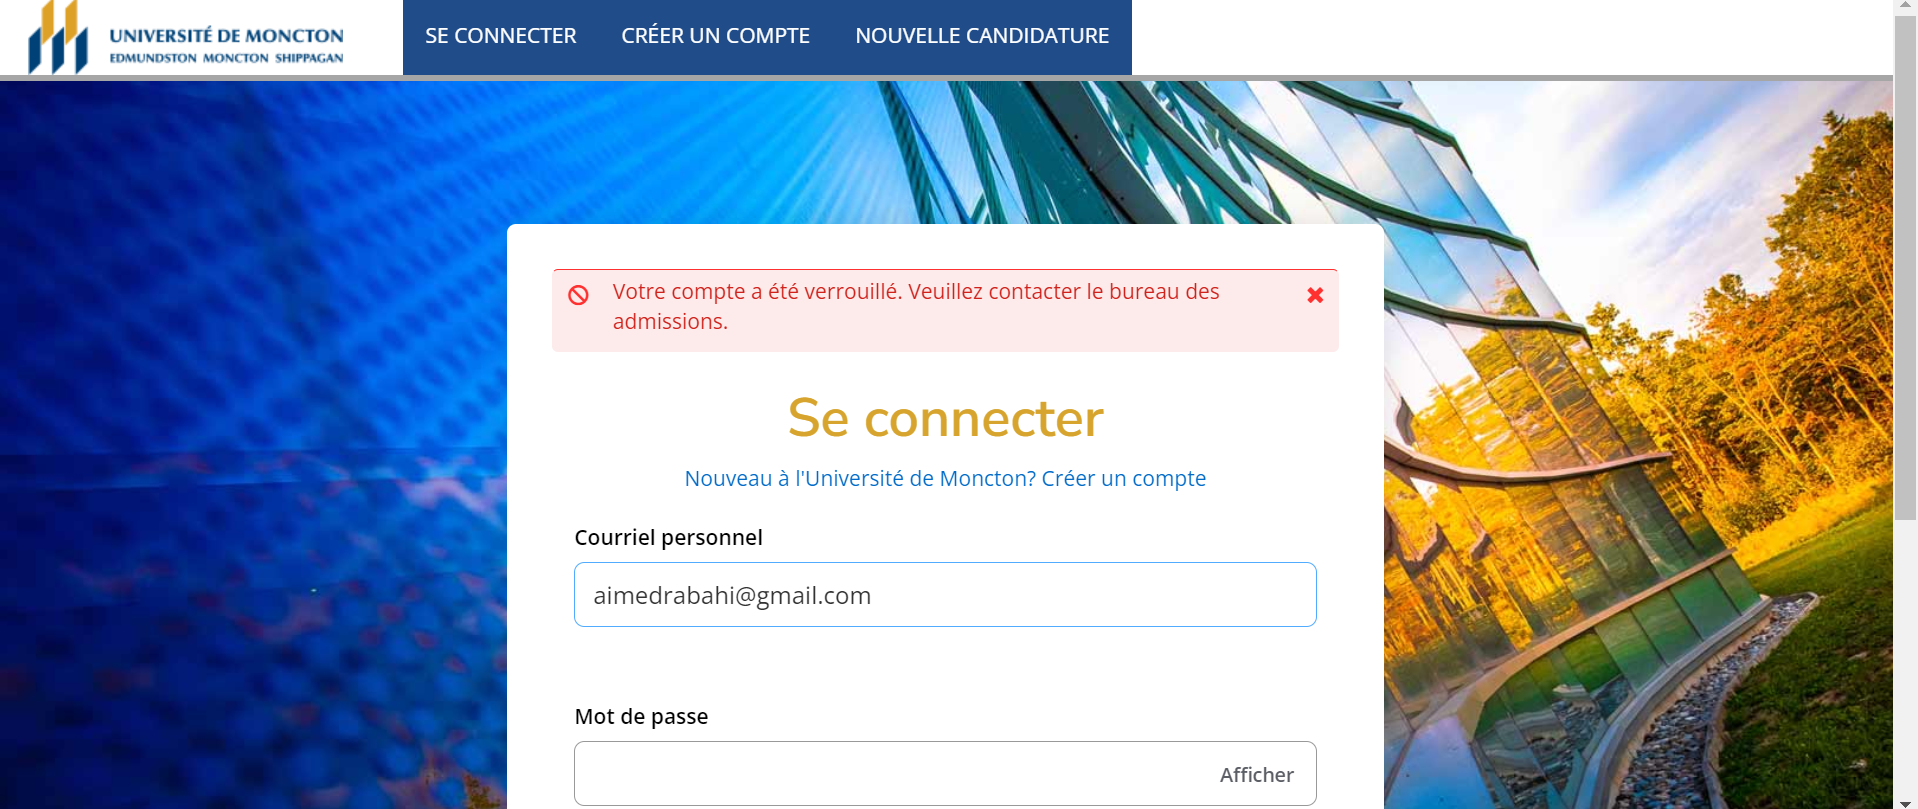 UNIVERSITÉ DE MONCTON
EDMUNDSTON MONCTON SHIPPAGAN
SE CONNECTER
CRÉER UN COMPTE
NOUVELLE CANDIDATURE
Votre compte a été verrouillé. Veuillez contacter le bureau des
admissions.
Se connecter
Nouveau à l'Université de Moncton? Créer un compte
Courriel personnel
aimedrabahi@gmail.com
Mot de passe
Afficher